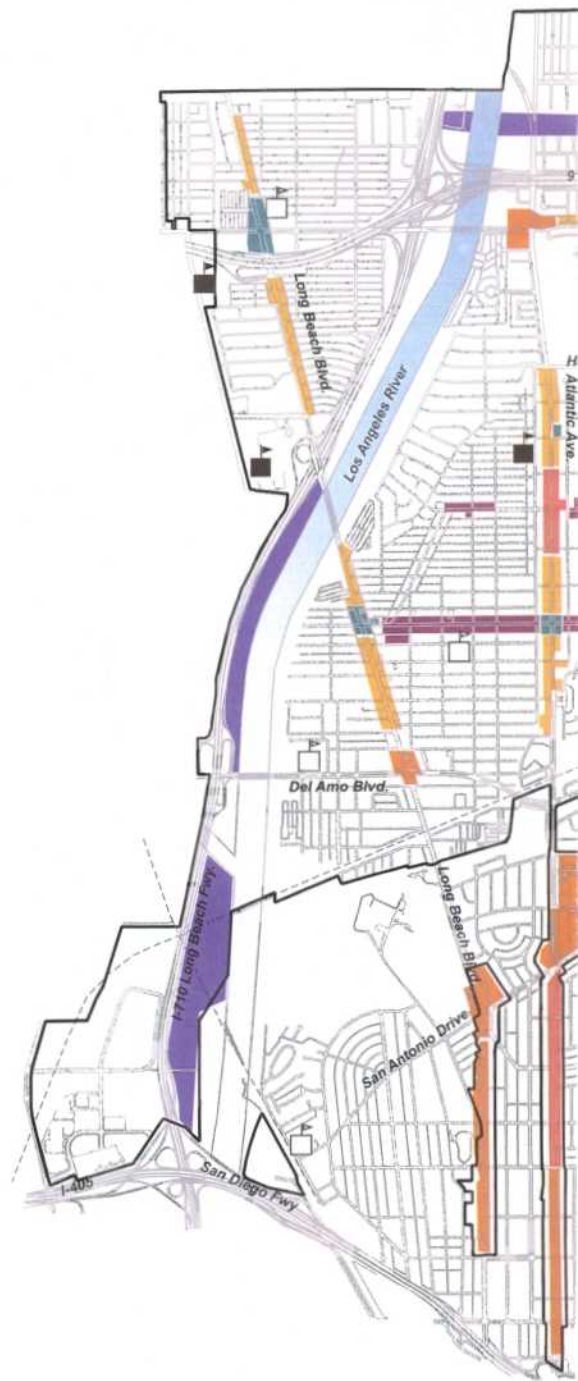 9
Long Beach Blvd.
Los Angeles River
H
Atlantic Ave.
Del Amo Blvd.
I-710 Long Beach Fwy.
Long Beach Blvd.
San Antonio Drive
I-405
San Diego Fwy